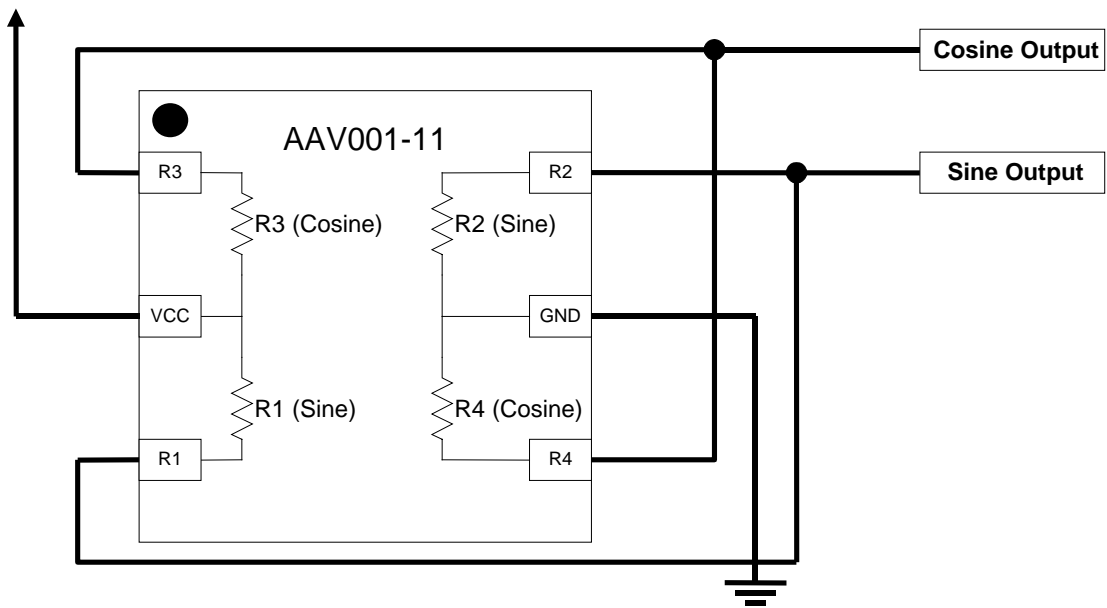 Cosine Output
AAV001-11
R3
R2
Sine Output
R3 (Cosine)
R2 (Sine)
VCC
GND
R1 (Sine)
R4 (Cosine)
R1
R4